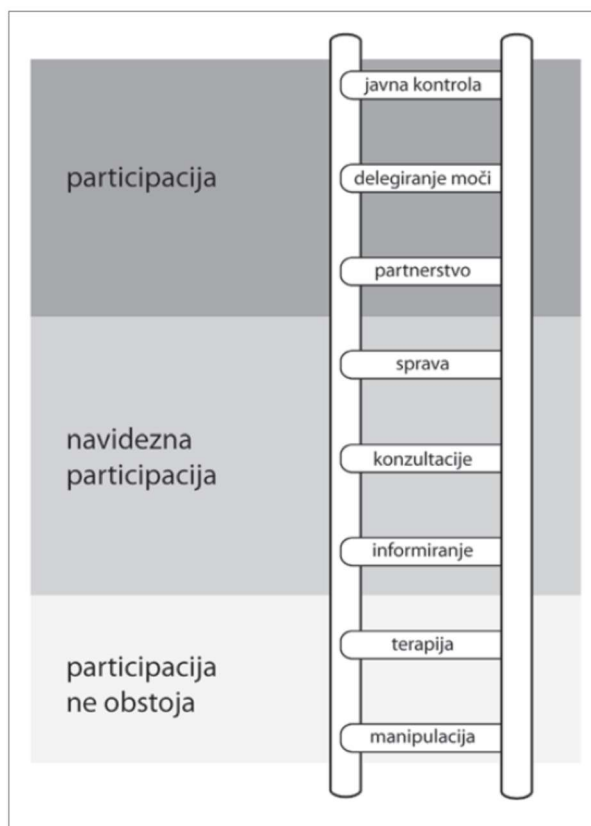 participacija
javna kontrola
delegiranje moči
partnerstvo
navidezna
participacija
sprava
konzultacije
informiranje
participacija
ne obstoja
terapija
manipulacija